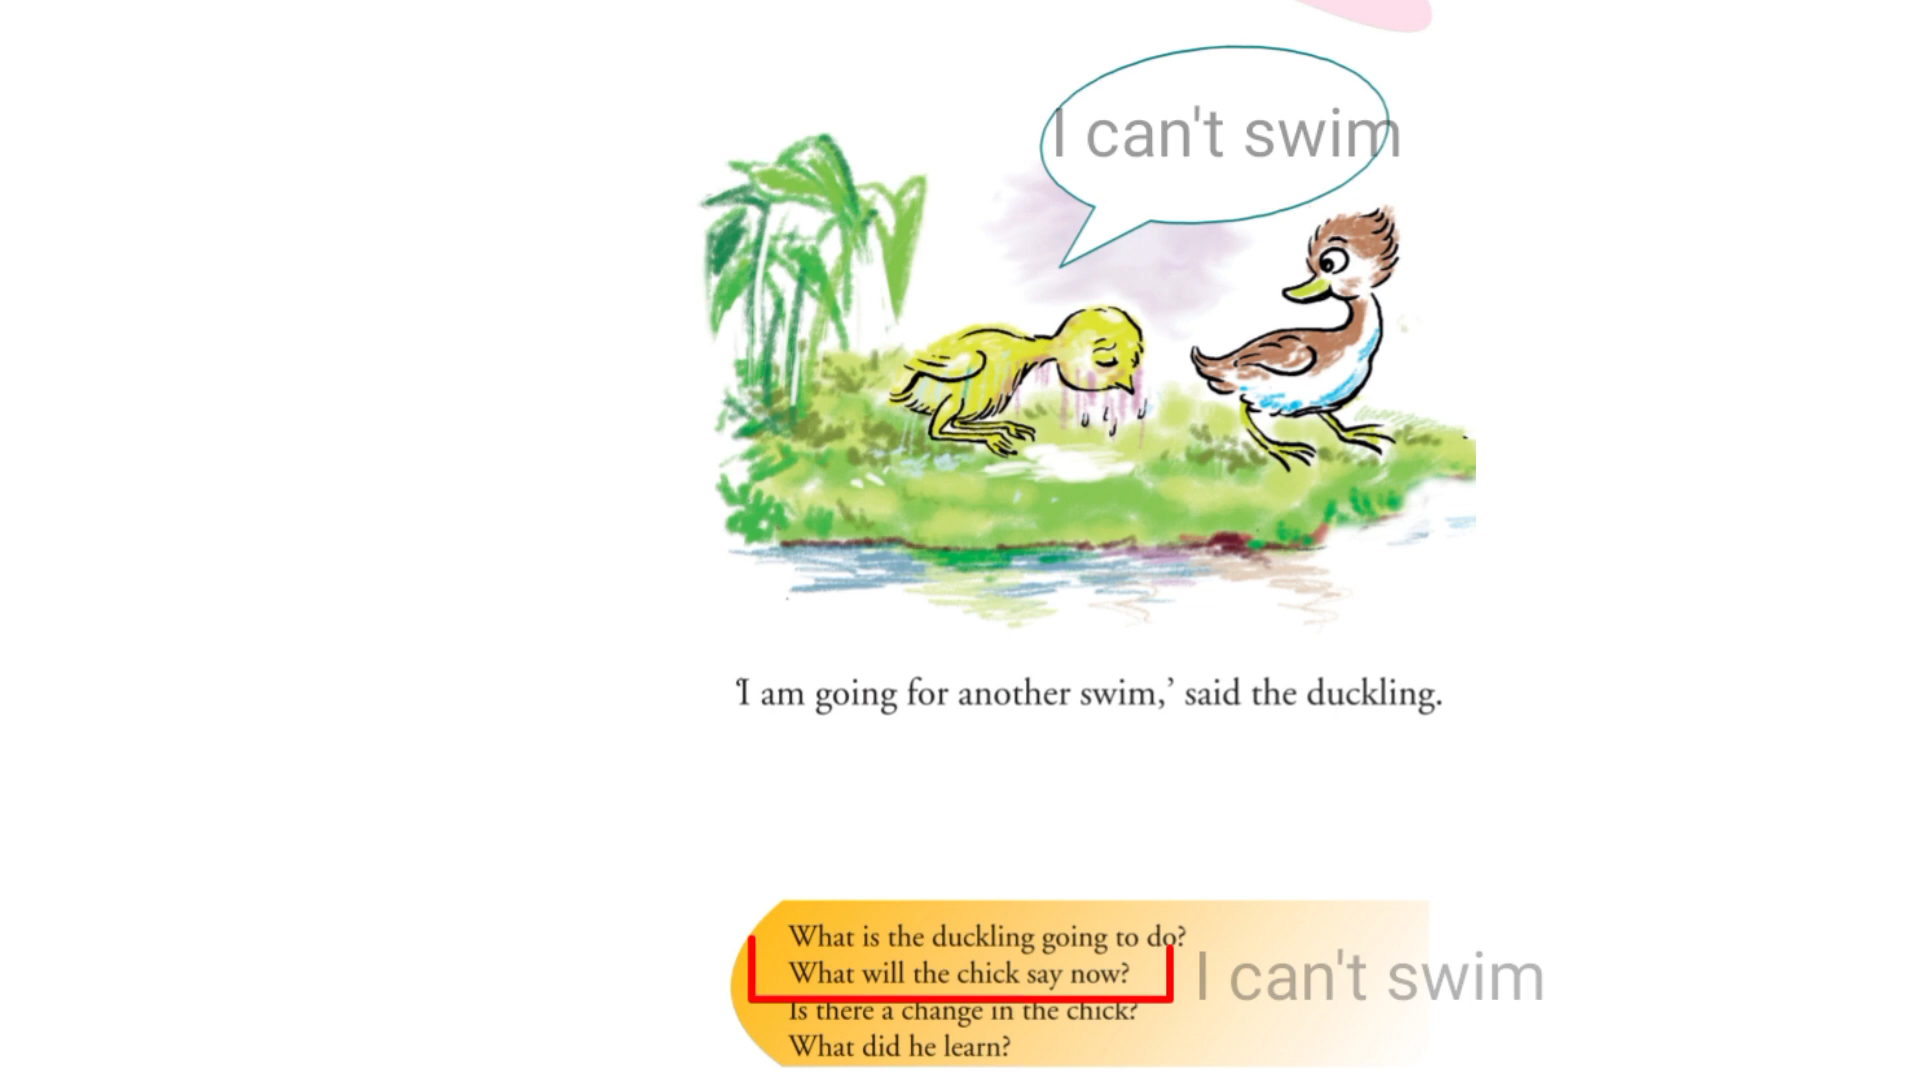 I can't swim
‘I am going for another swim,’ said the duckling.
What is the duckling going to do?
What will the chick say now? I can't swim
Is there a change in the chick?
What did he learn?